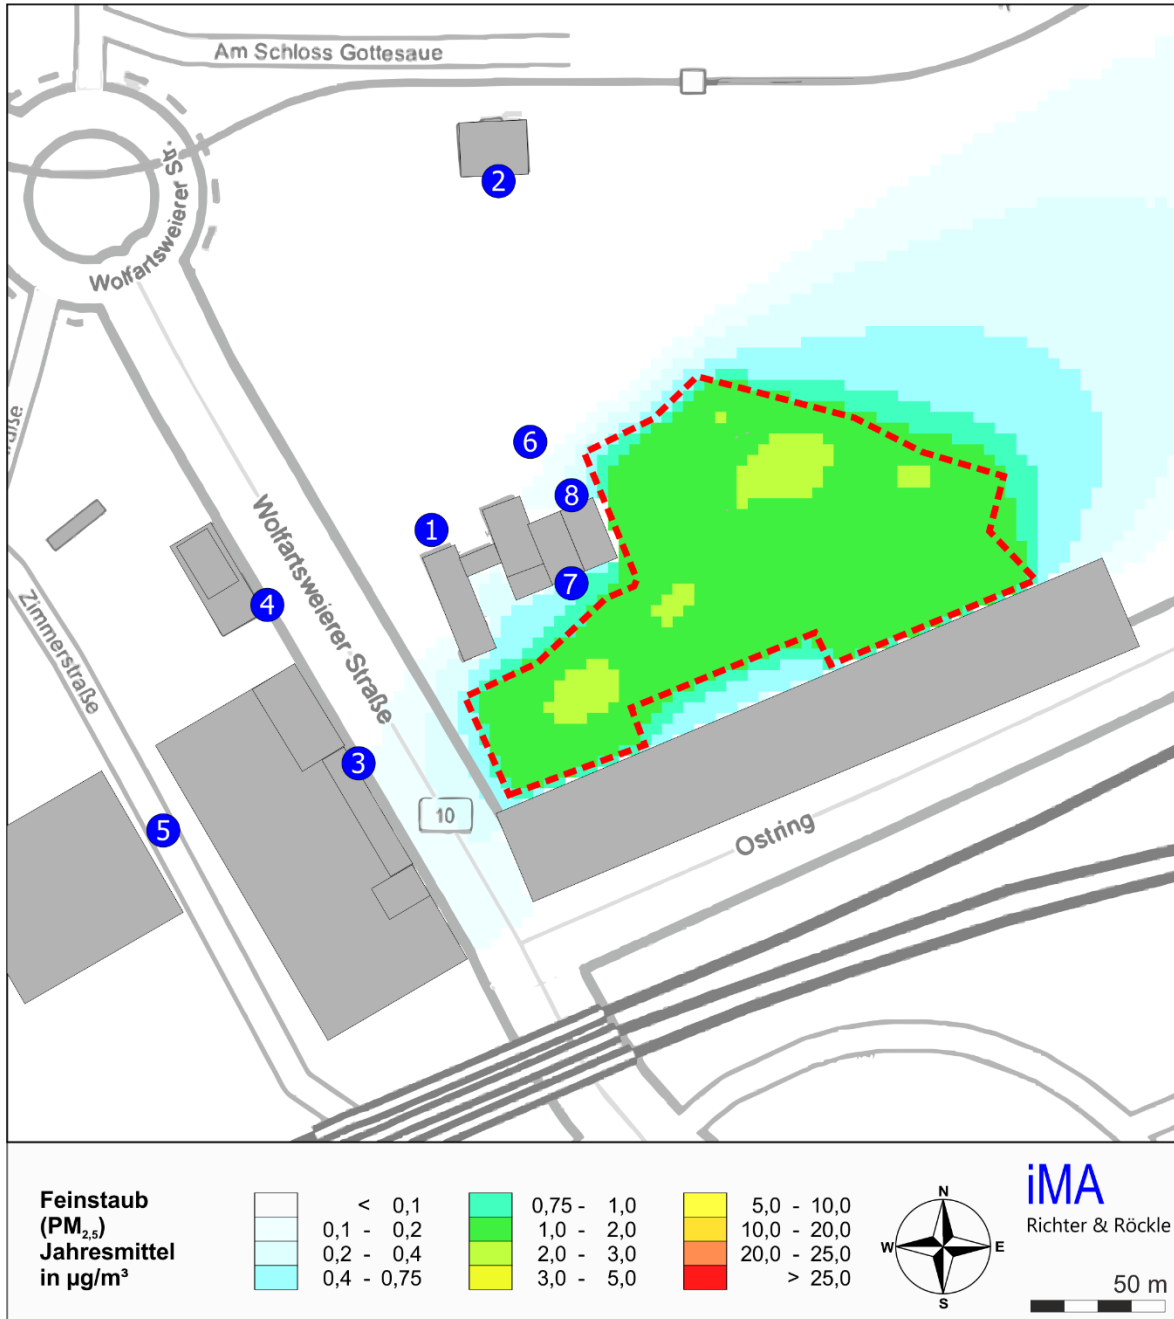 Am Schloss Gottesaue
Wolfartsweierer Str.
2
6
8
1
7
4
Wolfartsweierer Straße
Zimmerstraße
3
10
5
Ostring
Feinstaub
(PM2,5)
Jahresmittel
in µg/m³
< 0,1
0,1 - 0,2
0,2 - 0,4
0,4 - 0,75
0,75 - 1,0
1,0 - 2,0
2,0 - 3,0
3,0 - 5,0
5,0 - 10,0
10,0 - 20,0
20,0 - 25,0
> 25,0
N
W
E
S
iMA
Richter & Röckle
50 m